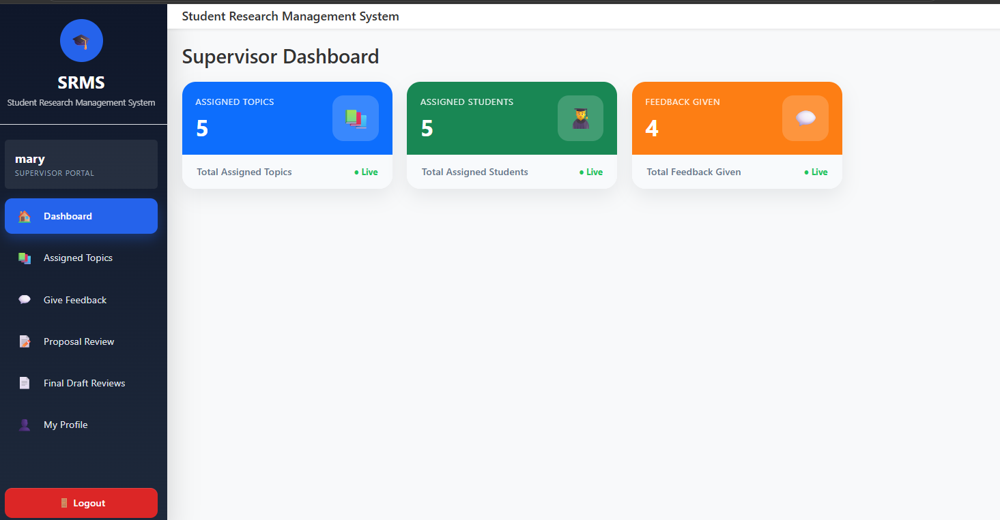 SRMS
Student Research Management System
mary
SUPERVISOR PORTAL
Dashboard
Assigned Topics
Give Feedback
Proposal Review
Final Draft Reviews
My Profile
Logout
Student Research Management System
Supervisor Dashboard
ASSIGNED TOPICS
5
Total Assigned Topics
● Live
ASSIGNED STUDENTS
5
Total Assigned Students
● Live
FEEDBACK GIVEN
4
Total Feedback Given
● Live